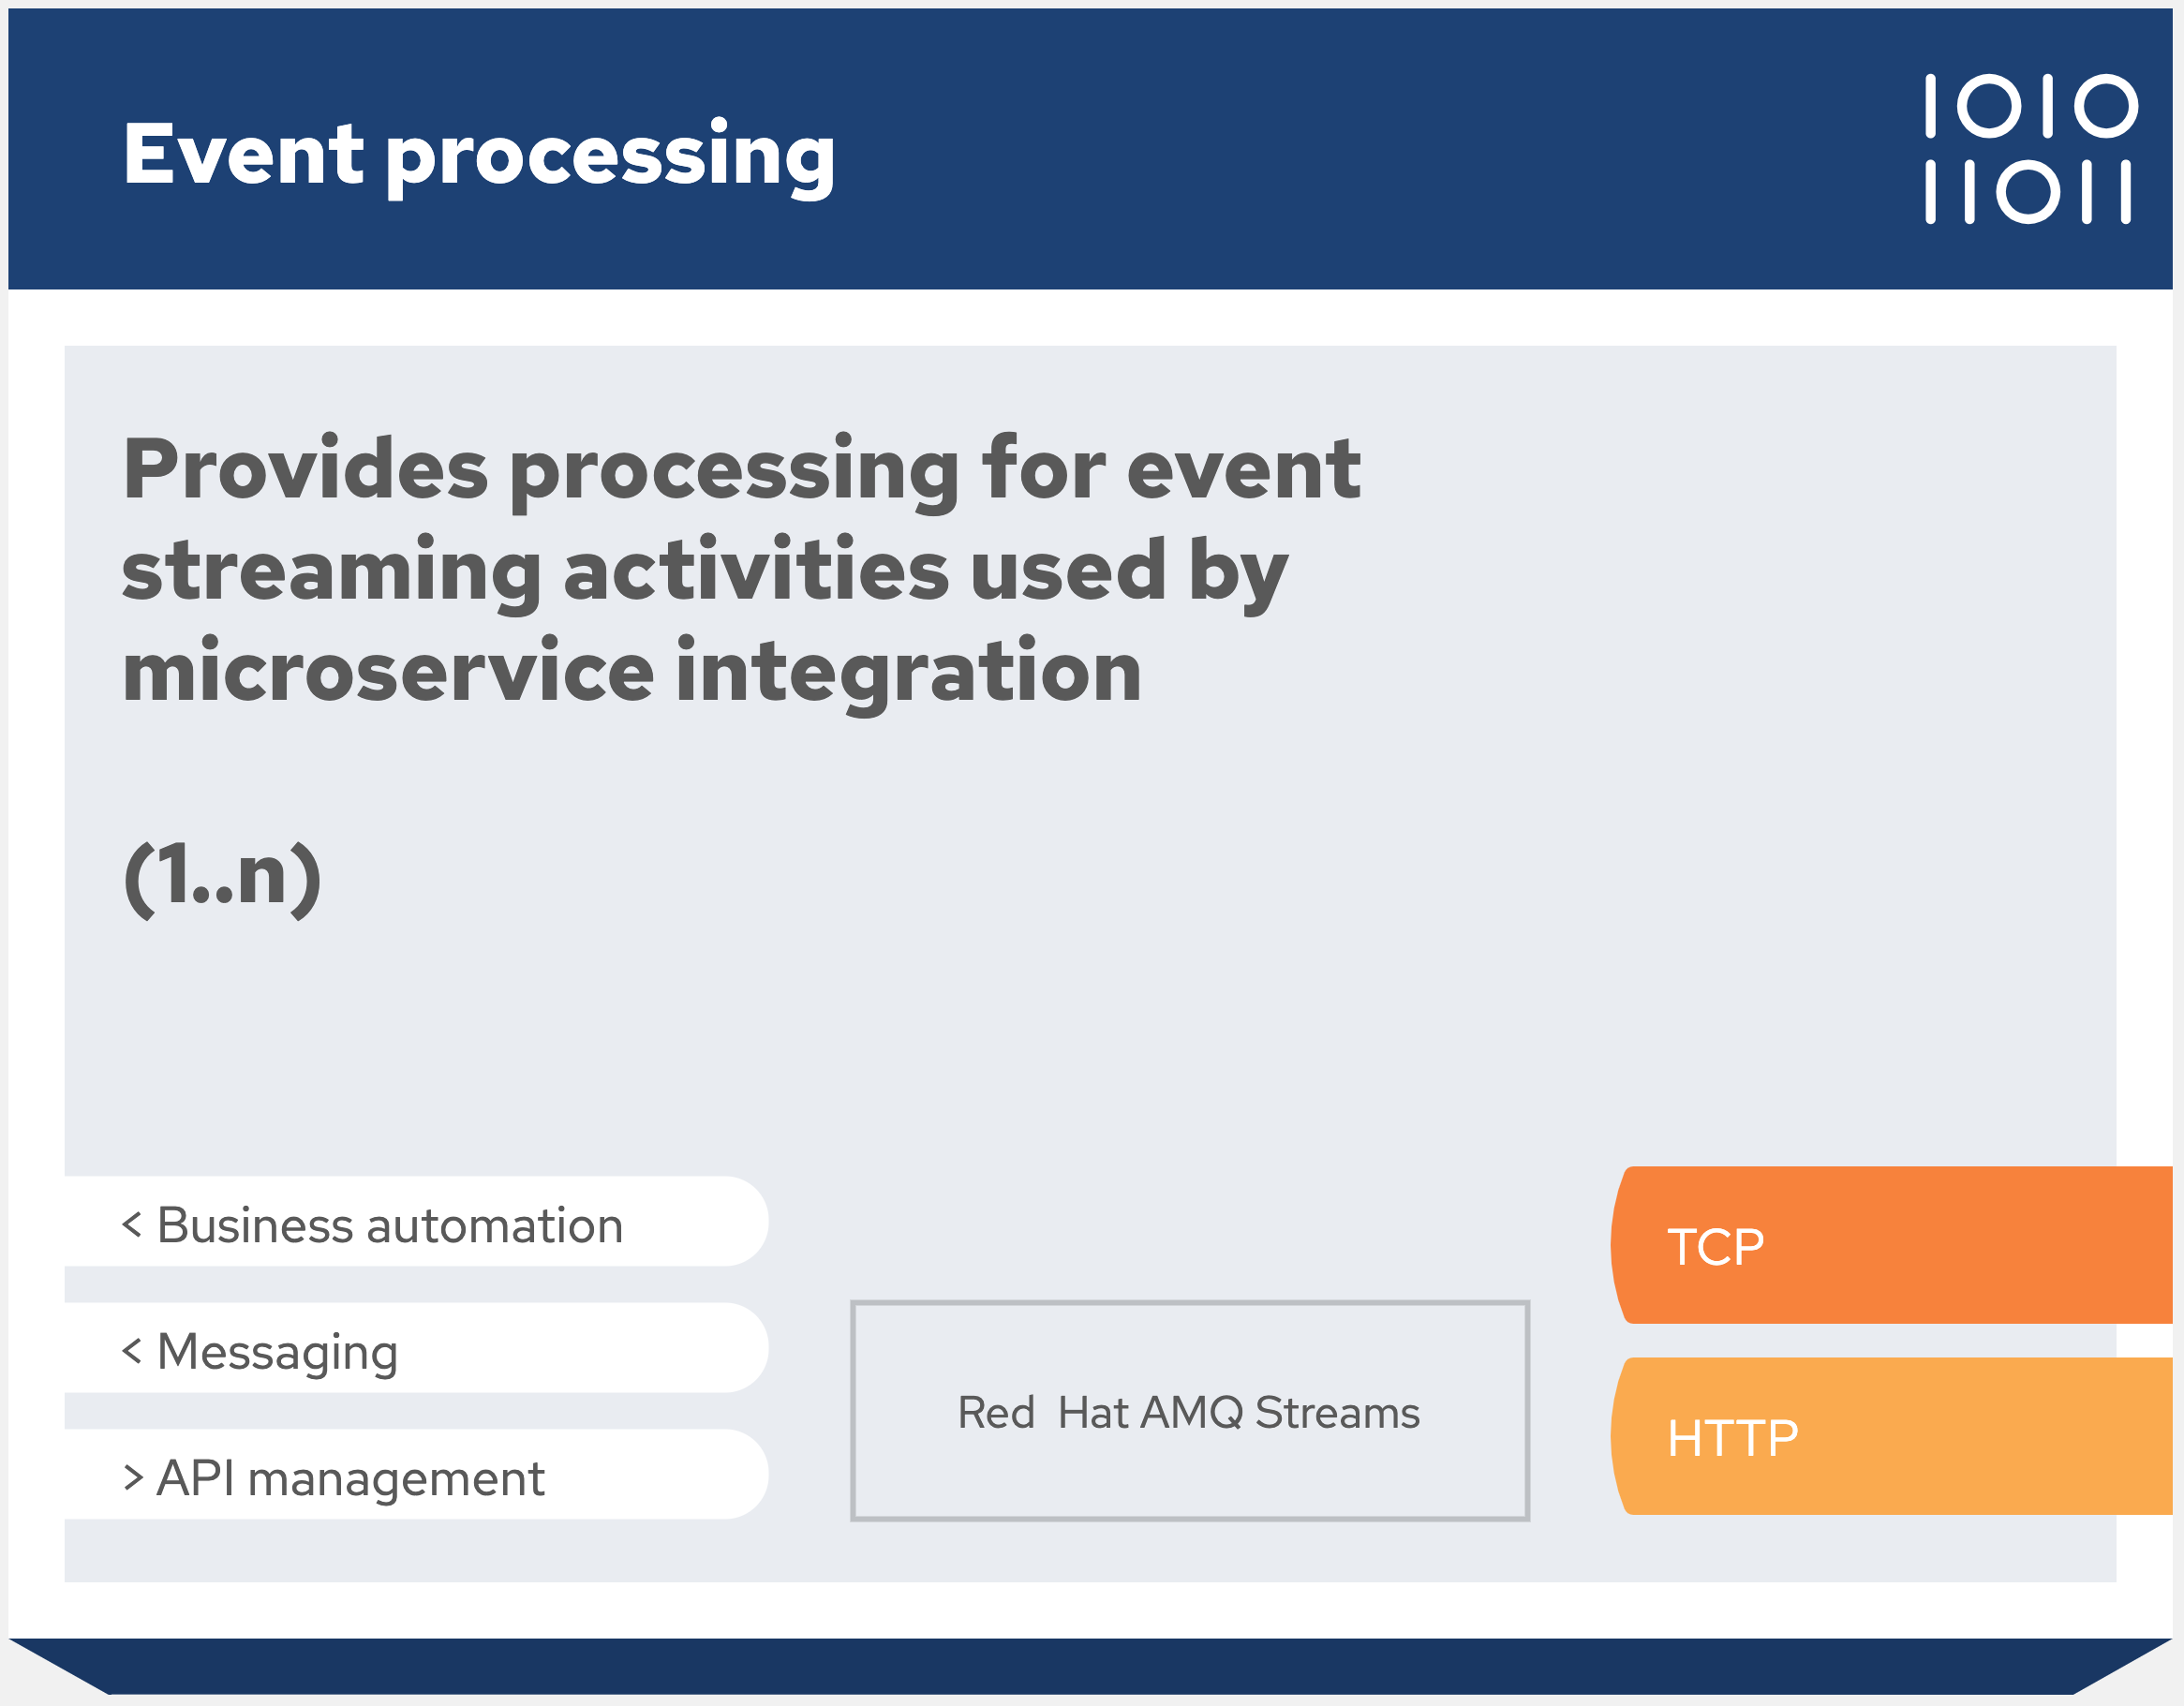 Event processing
1010
11011
Provides processing for event
streaming activities used by
microservice integration
(1..n)
< Business automation
< Messaging
> API management
Red Hat AMQ Streams
TCP
HTTP